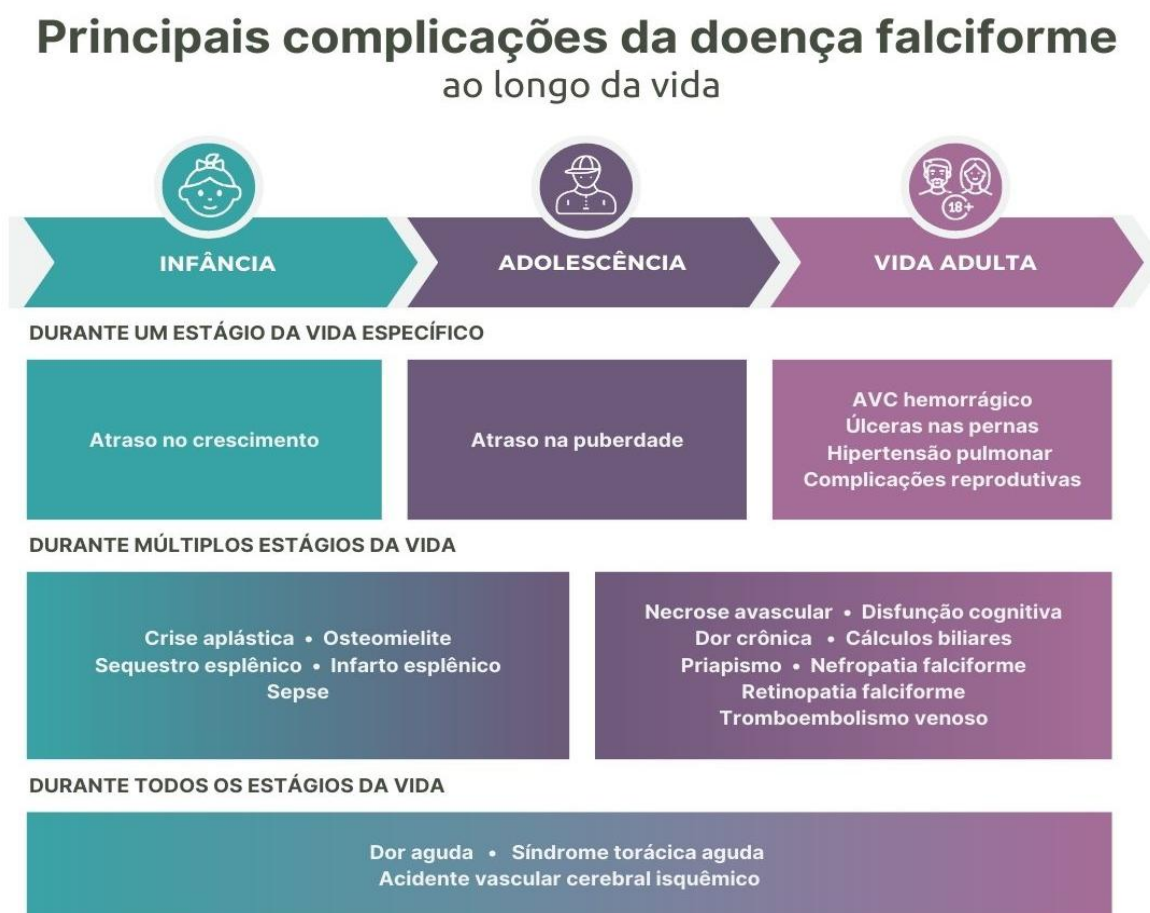 Principais complicações da doença falciforme
ao longo da vida
18+
INFÂNCIA
ADOLESCÊNCIA
VIDA ADULTA
DURANTE UM ESTÁGIO DA VIDA ESPECÍFICO
Atraso no crescimento
Atraso na puberdade
AVC hemorrágico
Úlceras nas pernas
Hipertensão pulmonar
Complicações reprodutivas
DURANTE MÚLTIPLOS ESTÁGIOS DA VIDA
Crise aplástica • Osteomielite
Sequestro esplênico • Infarto esplênico
Sepse
Necrose avascular • Disfunção cognitiva
Dor crônica • Cálculos biliares
Priapismo • Nefropatia falciforme
Retinopatia falciforme
Tromboembolismo venoso
DURANTE TODOS OS ESTÁGIOS DA VIDA
Dor aguda • Síndrome torácica aguda
Acidente vascular cerebral isquêmico